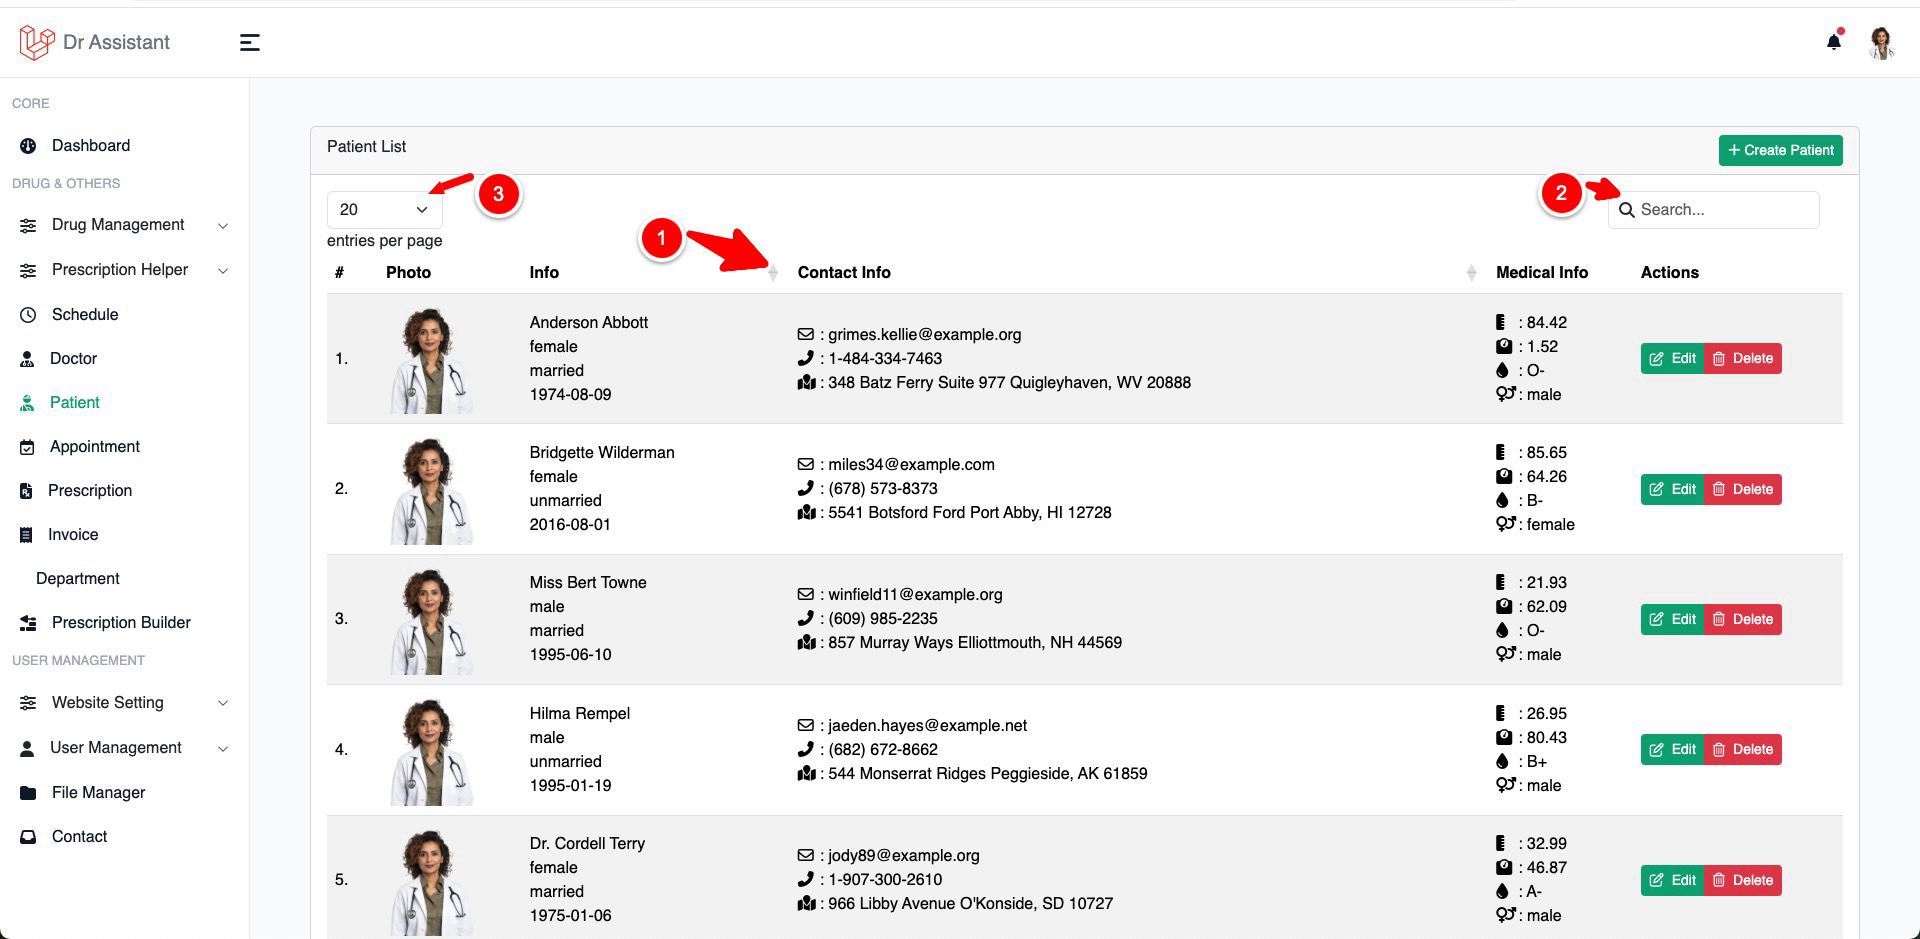 Dr Assistant
CORE
Dashboard
DRUG & OTHERS
Drug Management
Prescription Helper
Schedule
Doctor
Patient
Appointment
Prescription
Invoice
Department
Prescription Builder
USER MANAGEMENT
Website Setting
User Management
File Manager
Contact
Patient List
+ Create Patient
20
3
entries per page
1
2
Search...
# Photo Info Contact Info Medical Info Actions
1.
Anderson Abbott
female
married
1974-08-09
: grimes.kellie@example.org
: 1-484-334-7463
: 348 Batz Ferry Suite 977 Quigleyhaven, WV 20888
: 84.42
: 1.52
: O-
: male
Edit Delete
2.
Bridgette Wilderman
female
unmarried
2016-08-01
: miles34@example.com
: (678) 573-8373
: 5541 Botsford Ford Port Abby, HI 12728
: 85.65
: 64.26
: B-
: female
Edit Delete
3.
Miss Bert Towne
male
married
1995-06-10
: winfield11@example.org
: (609) 985-2235
: 857 Murray Ways Elliottmouth, NH 44569
: 21.93
: 62.09
: O-
: male
Edit Delete
4.
Hilma Rempel
male
unmarried
1995-01-19
: jaeden.hayes@example.net
: (682) 672-8662
: 544 Monserrat Ridges Peggieside, AK 61859
: 26.95
: 80.43
: B+
: male
Edit Delete
5.
Dr. Cordell Terry
female
married
1975-01-06
: jody89@example.org
: 1-907-300-2610
: 966 Libby Avenue O'Konside, SD 10727
: 32.99
: 46.87
: A-
: male
Edit Delete